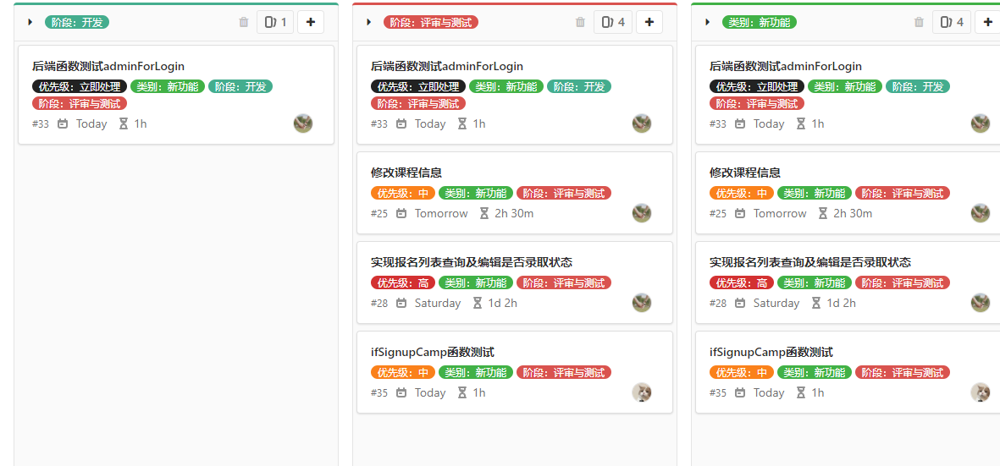 阶段：开发 1
后端函数测试adminForLogin
优先级：立即处理 类别：新功能 阶段：开发
阶段：评审与测试
#33 Today 1h
阶段：评审与测试 4
后端函数测试adminForLogin
优先级：立即处理 类别：新功能 阶段：开发
阶段：评审与测试
#33 Today 1h
修改课程信息
优先级：中 类别：新功能 阶段：评审与测试
#25 Tomorrow 2h 30m
实现报名列表查询及编辑是否录取状态
优先级：高 类别：新功能 阶段：评审与测试
#28 Saturday 1d 2h
ifSignupCamp函数测试
优先级：中 类别：新功能 阶段：评审与测试
#35 Today 1h
类别：新功能 4
后端函数测试adminForLogin
优先级：立即处理 类别：新功能 阶段：开发
阶段：评审与测试
#33 Today 1h
修改课程信息
优先级：中 类别：新功能 阶段：评审与测试
#25 Tomorrow 2h 30m
实现报名列表查询及编辑是否录取状态
优先级：高 类别：新功能 阶段：评审与测试
#28 Saturday 1d 2h
ifSignupCamp函数测试
优先级：中 类别：新功能 阶段：评审与测试
#35 Today 1h